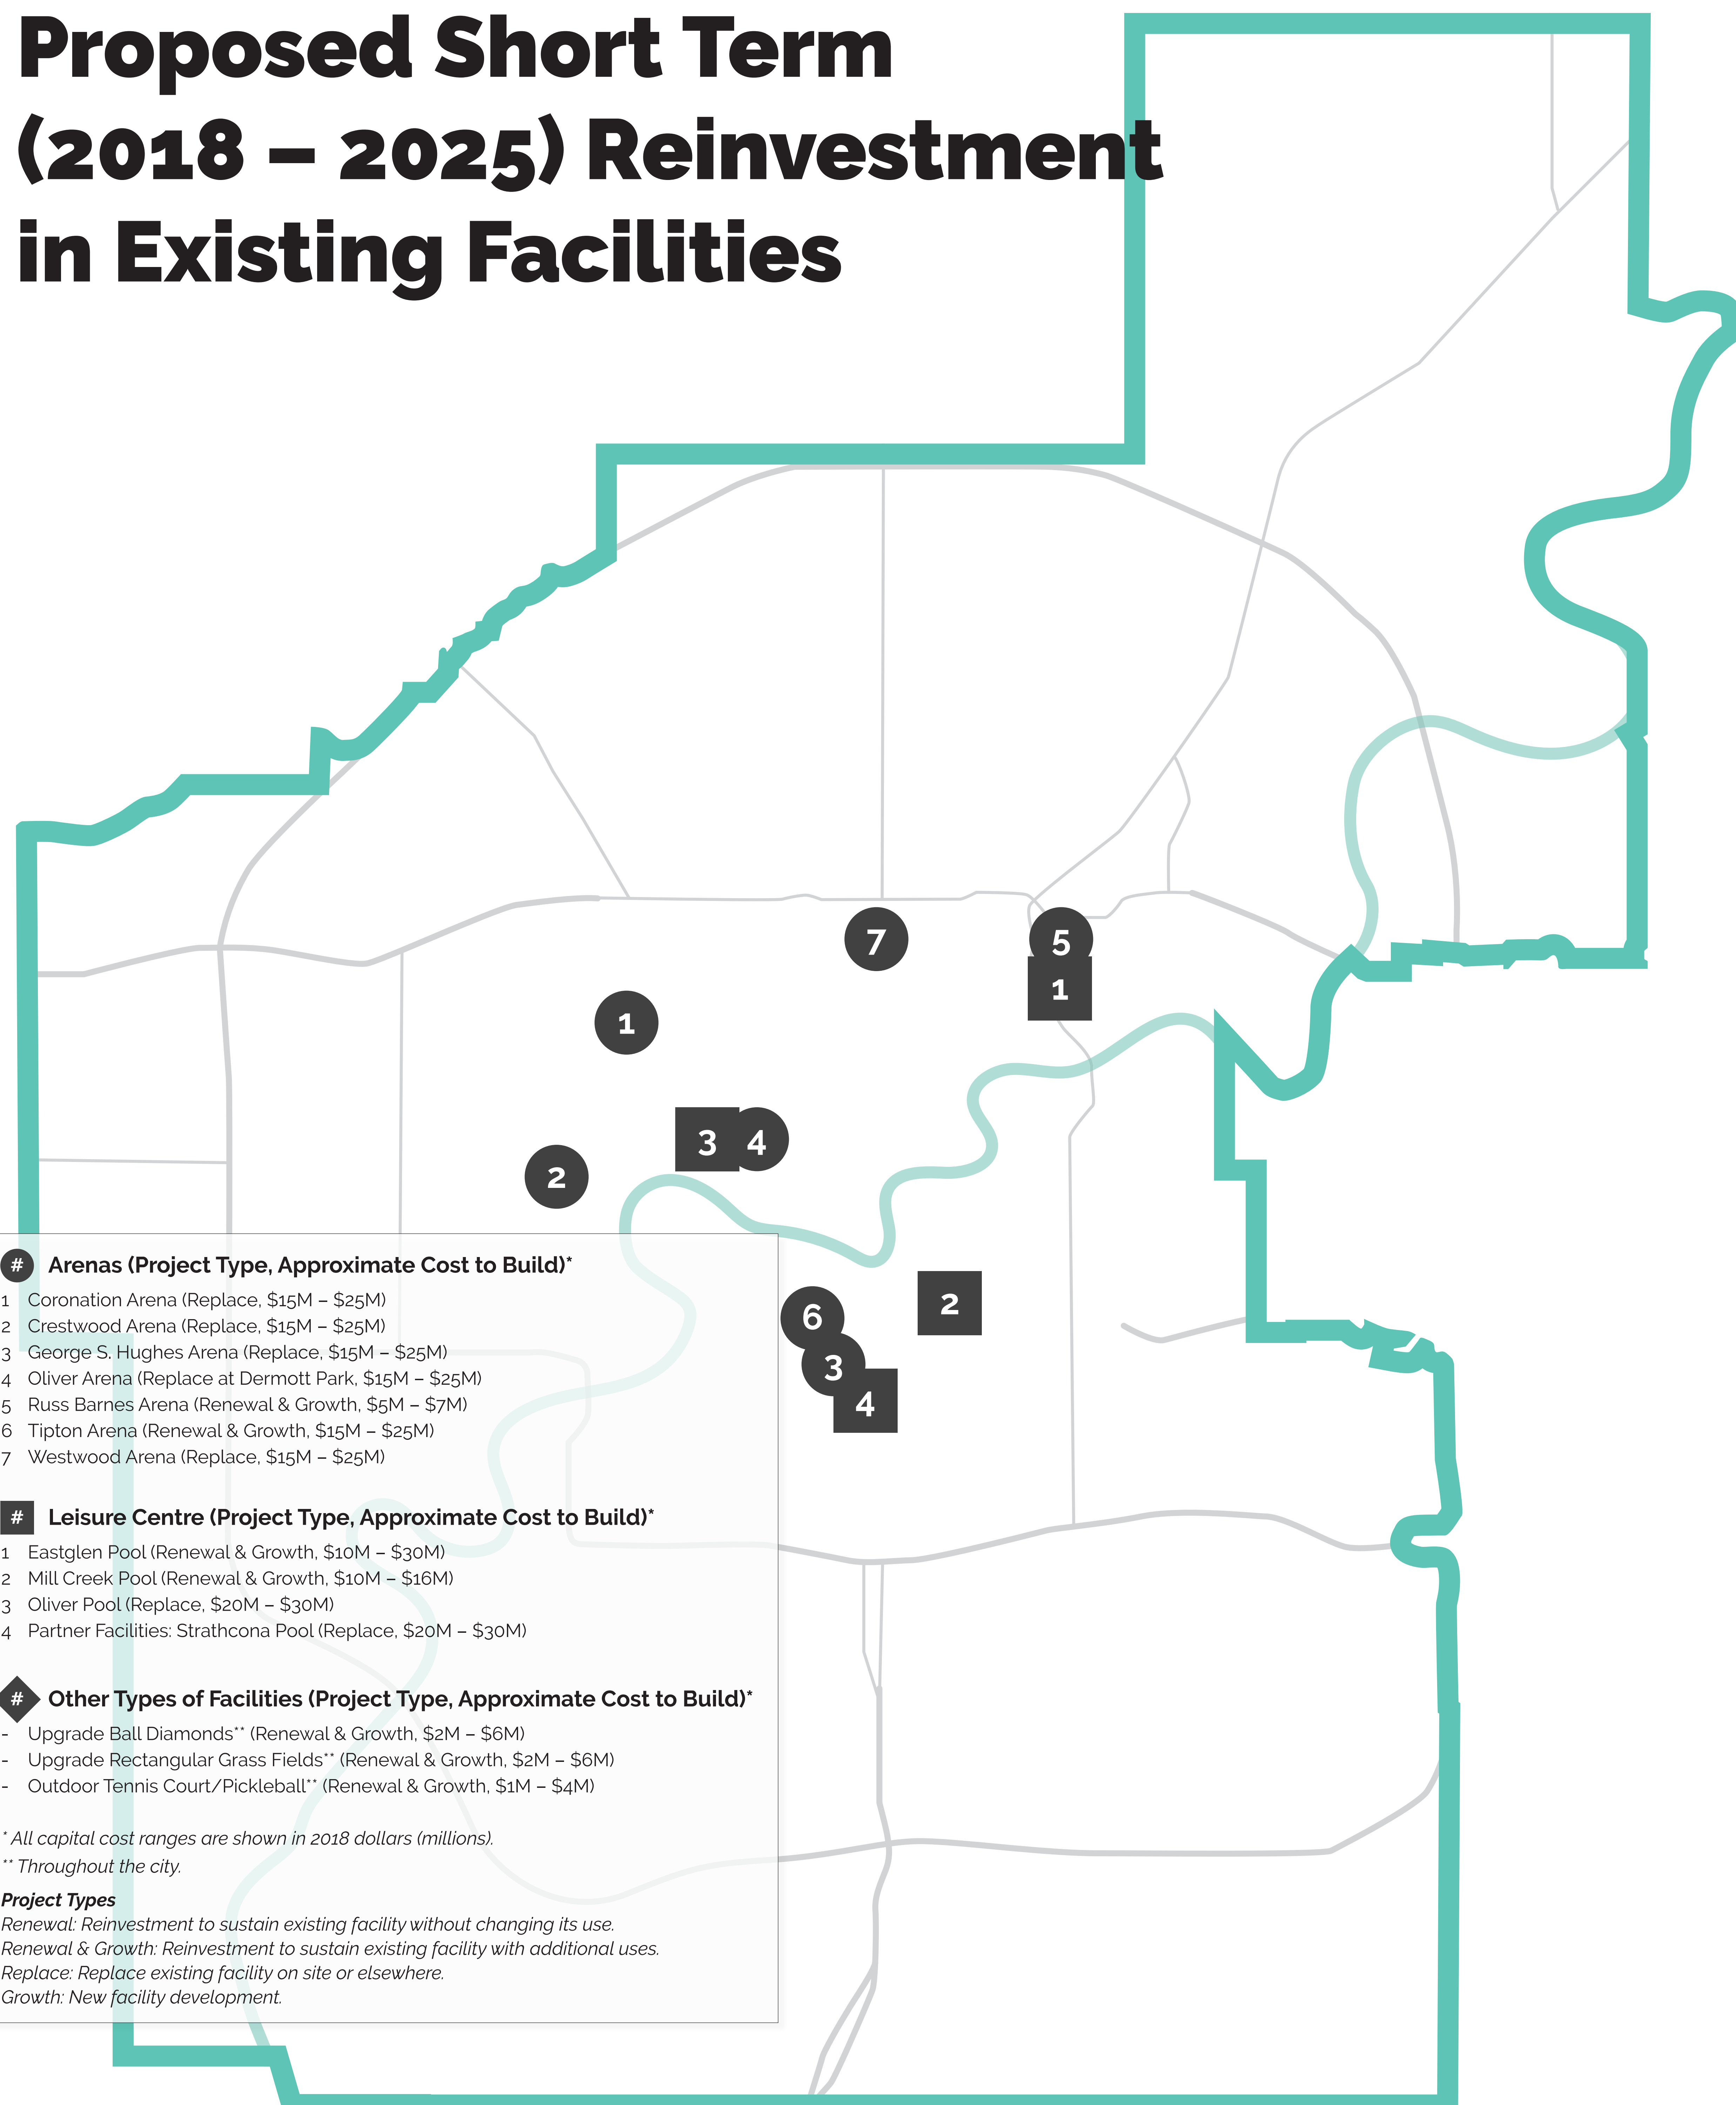 Proposed Short Term
(2018 – 2025) Reinvestment
in Existing Facilities
7
5
1
1
3
4
2
6
2
3
4
# Arenas (Project Type, Approximate Cost to Build)*
1 Coronation Arena (Replace, $15M – $25M)
2 Crestwood Arena (Replace, $15M – $25M)
3 George S. Hughes Arena (Replace, $15M – $25M)
4 Oliver Arena (Replace at Dermott Park, $15M – $25M)
5 Russ Barnes Arena (Renewal & Growth, $5M – $7M)
6 Tipton Arena (Renewal & Growth, $15M – $25M)
7 Westwood Arena (Replace, $15M – $25M)
# Leisure Centre (Project Type, Approximate Cost to Build)*
1 Eastglen Pool (Renewal & Growth, $10M – $30M)
2 Mill Creek Pool (Renewal & Growth, $10M – $16M)
3 Oliver Pool (Replace, $20M – $30M)
4 Partner Facilities: Strathcona Pool (Replace, $20M – $30M)
# Other Types of Facilities (Project Type, Approximate Cost to Build)*
- Upgrade Ball Diamonds** (Renewal & Growth, $2M – $6M)
- Upgrade Rectangular Grass Fields** (Renewal & Growth, $2M – $6M)
- Outdoor Tennis Court/Pickleball** (Renewal & Growth, $1M – $4M)
* All capital cost ranges are shown in 2018 dollars (millions).
** Throughout the city.
Project Types
Renewal: Reinvestment to sustain existing facility without changing its use.
Renewal & Growth: Reinvestment to sustain existing facility with additional uses.
Replace: Replace existing facility on site or elsewhere.
Growth: New facility development.